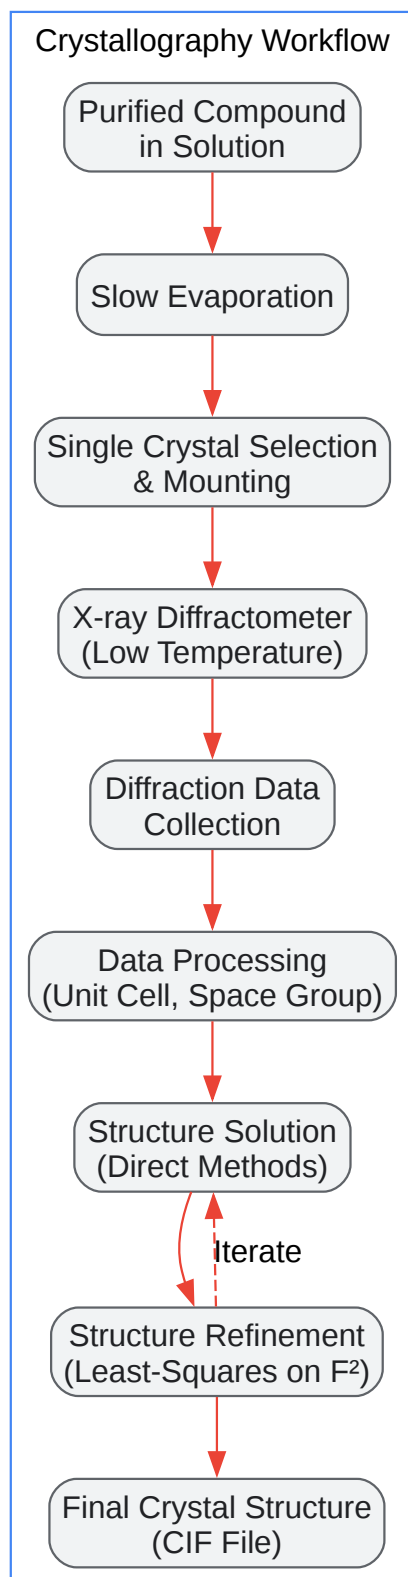 Crystallography Workflow
Purified Compound
in Solution
Slow Evaporation
Single Crystal Selection
& Mounting
X-ray Diffractometer
(Low Temperature)
Diffraction Data
Collection
Data Processing
(Unit Cell, Space Group)
Structure Solution
(Direct Methods)
Iterate
Structure Refinement
(Least-Squares on F²)
Final Crystal Structure
(CIF File)